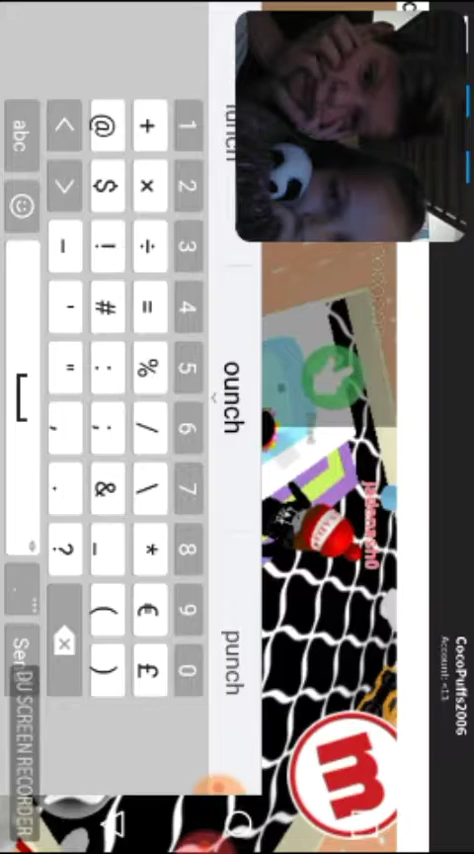 CocoPuffs2006
Account: <13
jaidenarm0
m
lunch
ounch
punch
1 2 3 4 5 6 7 8 9 0
+ × ÷ = % / \ * € £
@ $ ! # : ; & _ ( )
< > - ' " , . ?
abc
DU SCREEN RECORDER